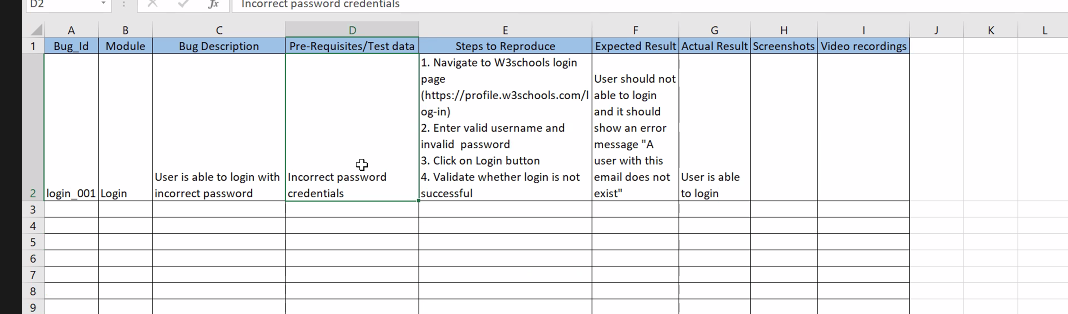 D2 fx Incorrect password credentials
A B C D E F G H I J K L
1 Bug_Id Module Bug Description Pre-Requisites/Test data Steps to Reproduce Expected Result Actual Result Screenshots Video recordings
2 login_001 Login
User is able to login with
incorrect password
Incorrect password
credentials
1. Navigate to W3schools login
page
(https://profile.w3schools.com/l
og-in)
2. Enter valid username and
invalid  password
3. Click on Login button
4. Validate whether login is not
successful
User should not
able to login
and it should
show an error
message "A
user with this
email does not
exist"
User is able
to login
3
4
5
6
7
8
9